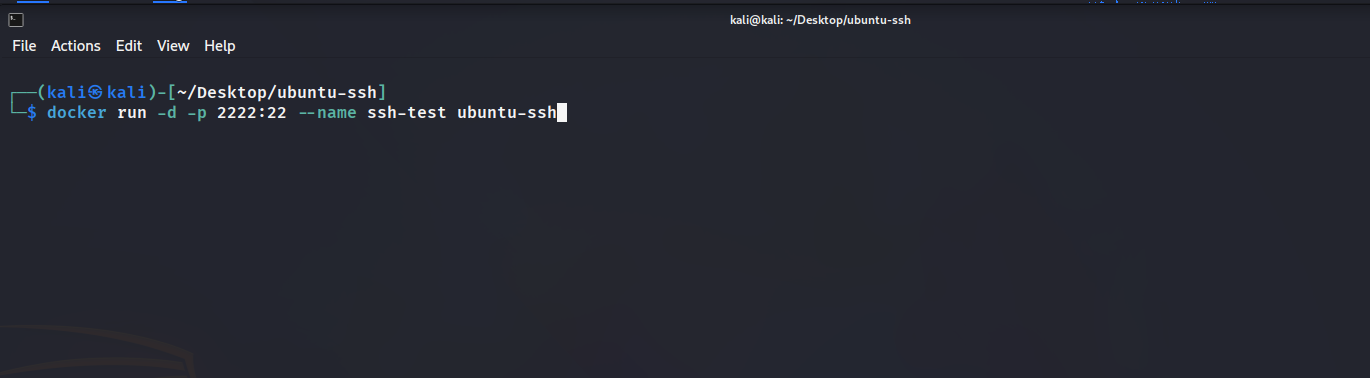 kali@kali: ~/Desktop/ubuntu-ssh
File Actions Edit View Help
┌──(kali㉿kali)-[~/Desktop/ubuntu-ssh]
└─$ docker run -d -p 2222:22 --name ssh-test ubuntu-ssh